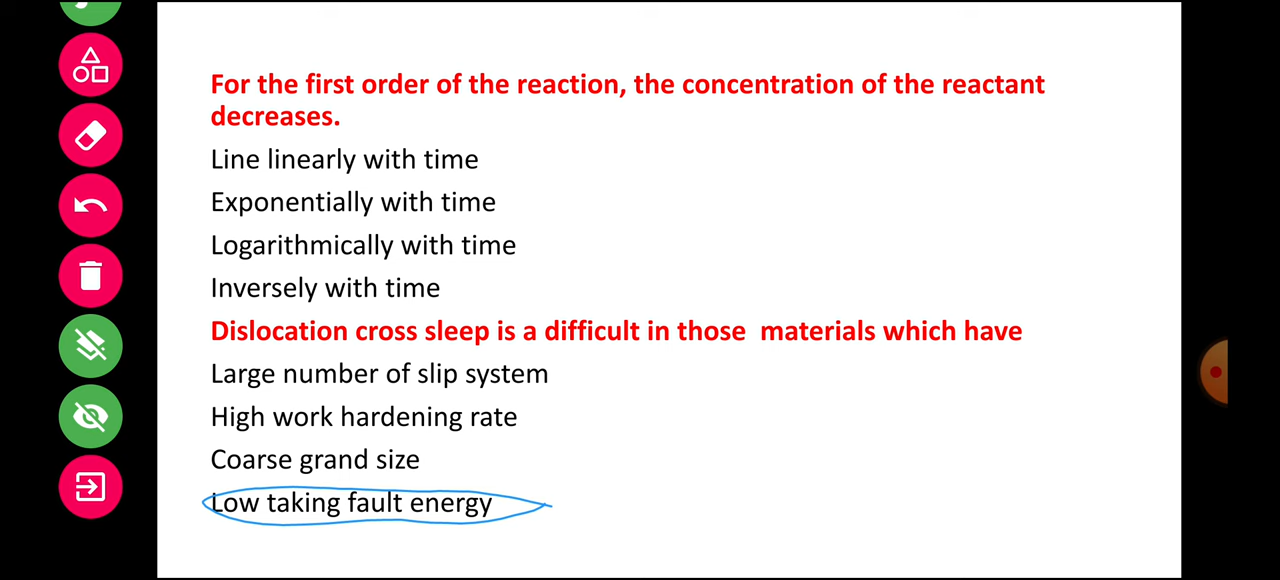 For the first order of the reaction, the concentration of the reactant
decreases.
Line linearly with time
Exponentially with time
Logarithmically with time
Inversely with time
Dislocation cross sleep is a difficult in those  materials which have
Large number of slip system
High work hardening rate
Coarse grand size
Low taking fault energy